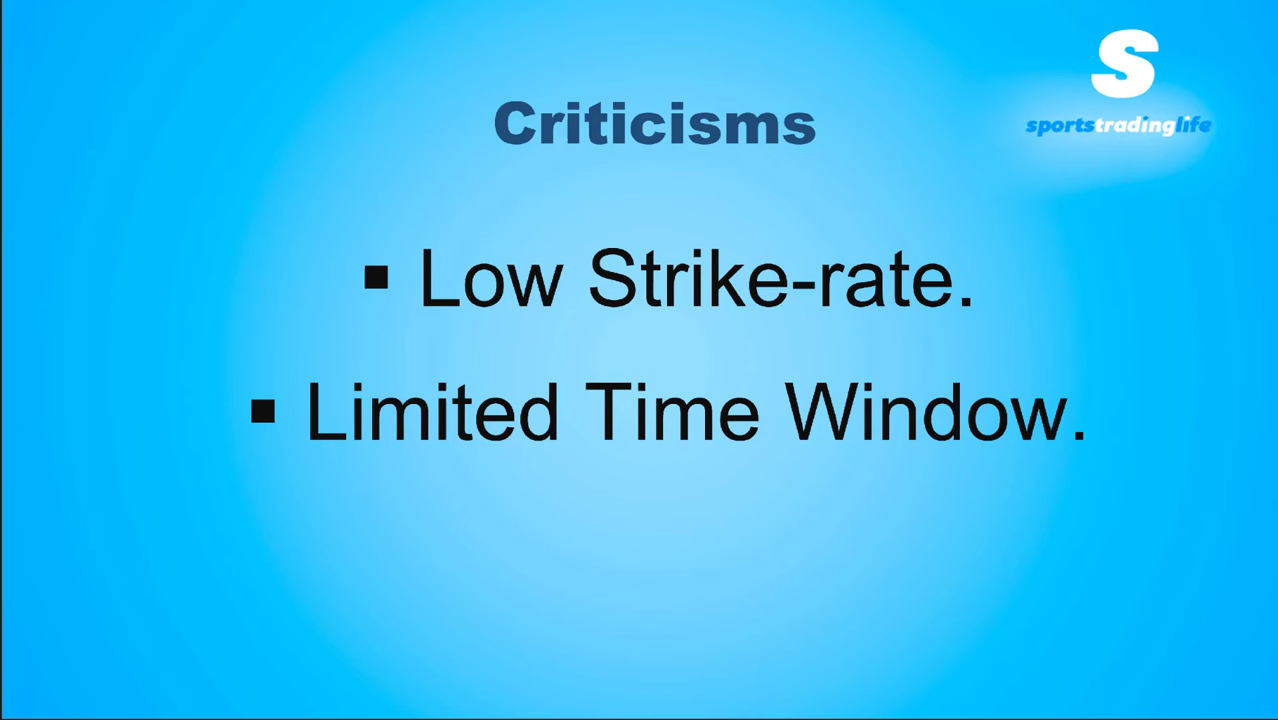 S
sportstradinglife
Criticisms
▪ Low Strike-rate.
▪ Limited Time Window.